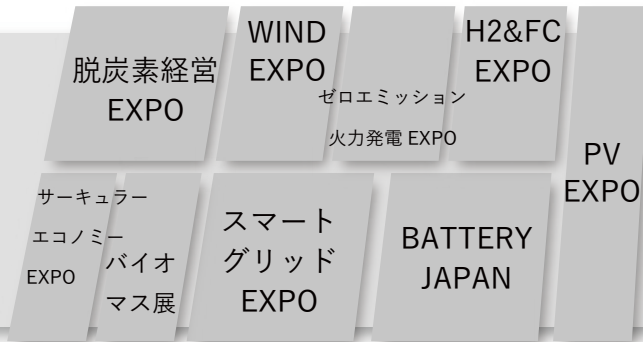 脱炭素経営
EXPO
WIND
EXPO
ゼロエミッション
火力発電 EXPO
H2&FC
EXPO
PV
EXPO
サーキュラー
エコノミー
EXPO
バイオ
マス展
スマート
グリッド
EXPO
BATTERY
JAPAN